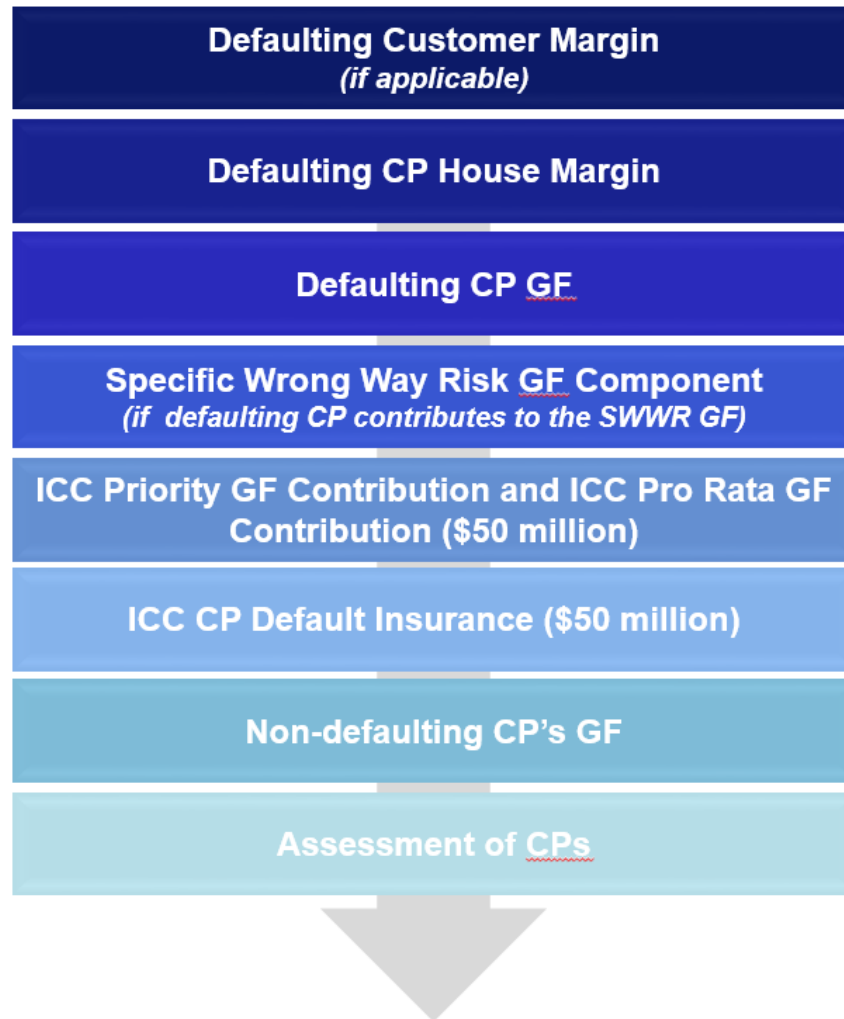 Defaulting Customer Margin
(if applicable)
Defaulting CP House Margin
Defaulting CP GF
Specific Wrong Way Risk GF Component
(if defaulting CP contributes to the SWWR GF)
ICC Priority GF Contribution and ICC Pro Rata GF
Contribution ($50 million)
ICC CP Default Insurance ($50 million)
Non-defaulting CP’s GF
Assessment of CPs